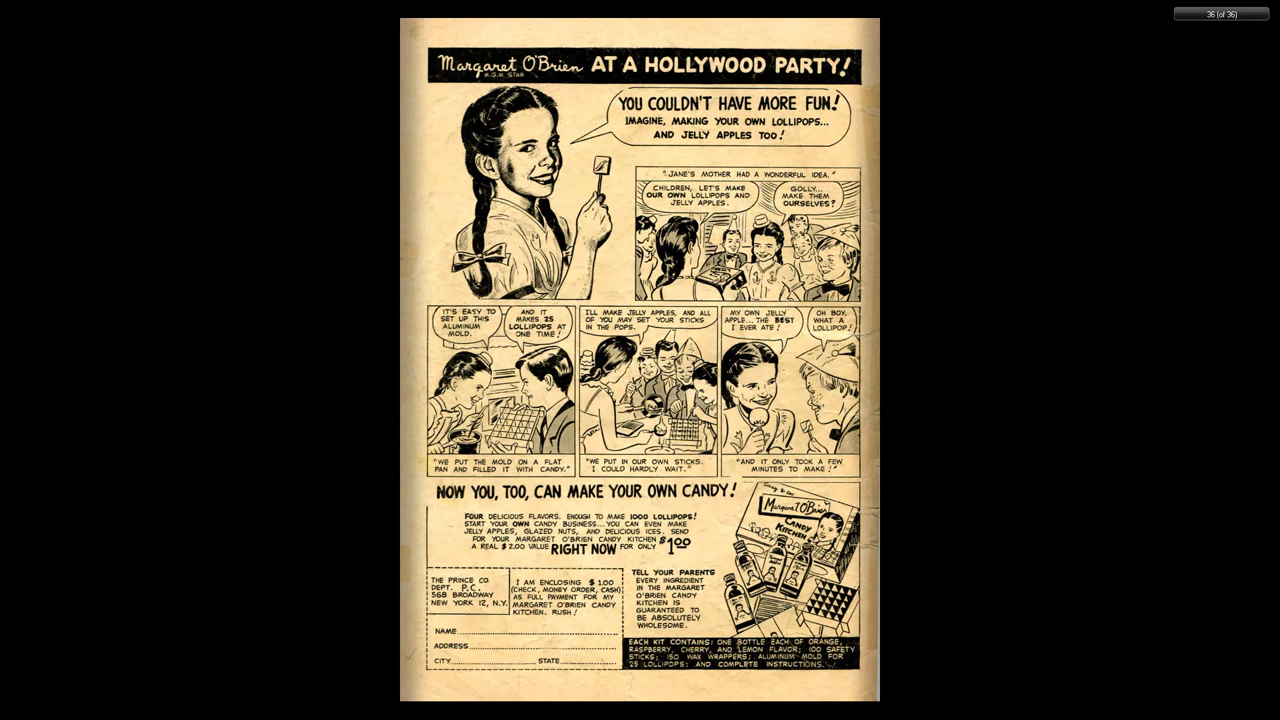 36 (of 36)
Margaret O'Brien AT A HOLLYWOOD PARTY!
M.G.M. STAR
YOU COULDN'T HAVE MORE FUN!
IMAGINE, MAKING YOUR OWN LOLLIPOPS...
AND JELLY APPLES TOO!
"JANE'S MOTHER HAD A WONDERFUL IDEA."
CHILDREN, LET'S MAKE
OUR OWN LOLLIPOPS AND
JELLY APPLES.
GOLLY...
MAKE THEM
OURSELVES?
IT'S EASY TO
SET UP THIS
ALUMINUM
MOLD.
AND IT
MAKES 25
LOLLIPOPS AT
ONE TIME!
"WE PUT THE MOLD ON A FLAT
PAN AND FILLED IT WITH CANDY."
I'LL MAKE JELLY APPLES, AND ALL
OF YOU MAY SET YOUR STICKS
IN THE POPS.
"WE PUT IN OUR OWN STICKS.
I COULD HARDLY WAIT."
MY OWN JELLY
APPLE... THE BEST
I EVER ATE!
OH BOY,
WHAT A
LOLLIPOP!
"AND IT ONLY TOOK A FEW
MINUTES TO MAKE!"
NOW YOU, TOO, CAN MAKE YOUR OWN CANDY!
FOUR DELICIOUS FLAVORS. ENOUGH TO MAKE 1000 LOLLIPOPS!
START YOUR OWN CANDY BUSINESS...YOU CAN EVEN MAKE
JELLY APPLES, GLAZED NUTS, AND DELICIOUS ICES. SEND
FOR YOUR MARGARET O'BRIEN CANDY KITCHEN
A REAL $2.00 VALUE RIGHT NOW FOR ONLY $1.00
THE PRINCE CO.
DEPT. P.C.
568 BROADWAY
NEW YORK 12, N.Y.
I AM ENCLOSING $1.00
(CHECK, MONEY ORDER, CASH)
AS FULL PAYMENT FOR MY
MARGARET O'BRIEN CANDY
KITCHEN. RUSH!
NAME
ADDRESS
CITY STATE
TELL YOUR PARENTS
EVERY INGREDIENT
IN THE MARGARET
O'BRIEN CANDY
KITCHEN IS
GUARANTEED TO
BE ABSOLUTELY
WHOLESOME.
Margaret O'Brien
CANDY
KITCHEN
EACH KIT CONTAINS: ONE BOTTLE EACH OF ORANGE,
RASPBERRY, CHERRY, AND LEMON FLAVOR; 100 SAFETY
STICKS; 150 WAX WRAPPERS; ALUMINUM MOLD FOR
25 LOLLIPOPS; AND COMPLETE INSTRUCTIONS.